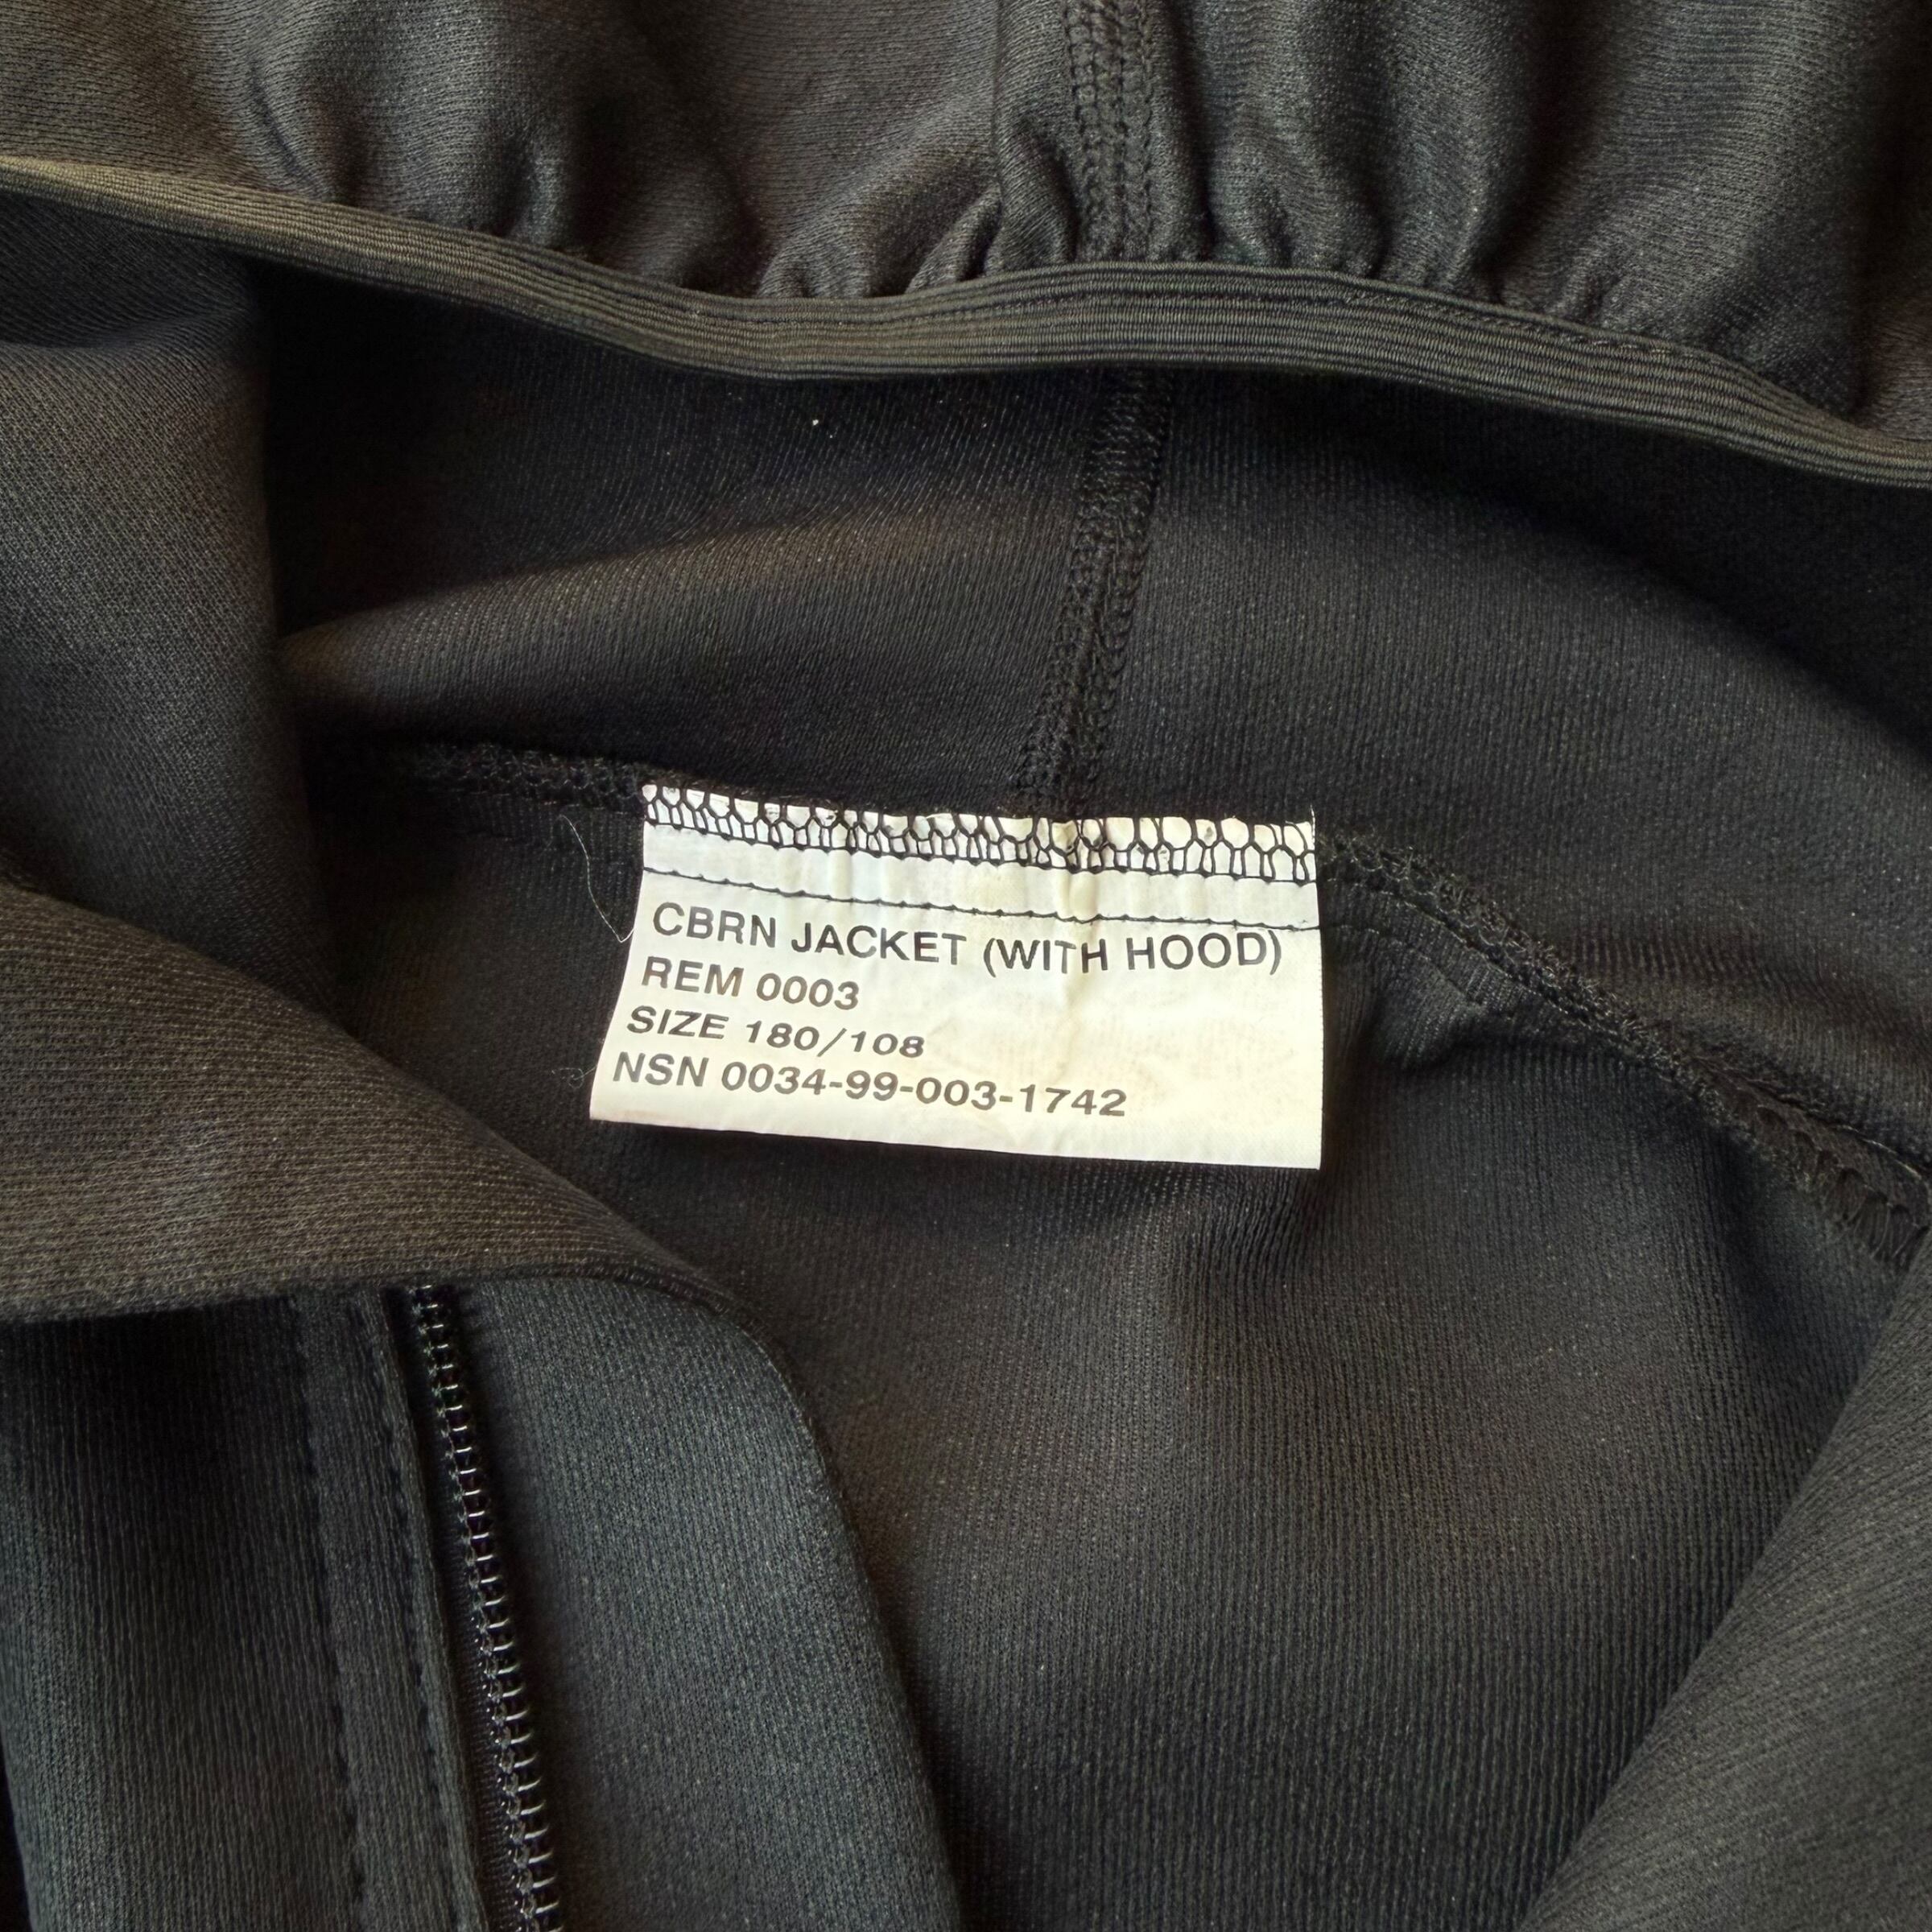 CBRN JACKET (WITH HOOD)
REM 0003
SIZE 180/108
NSN 0034-99-003-1742